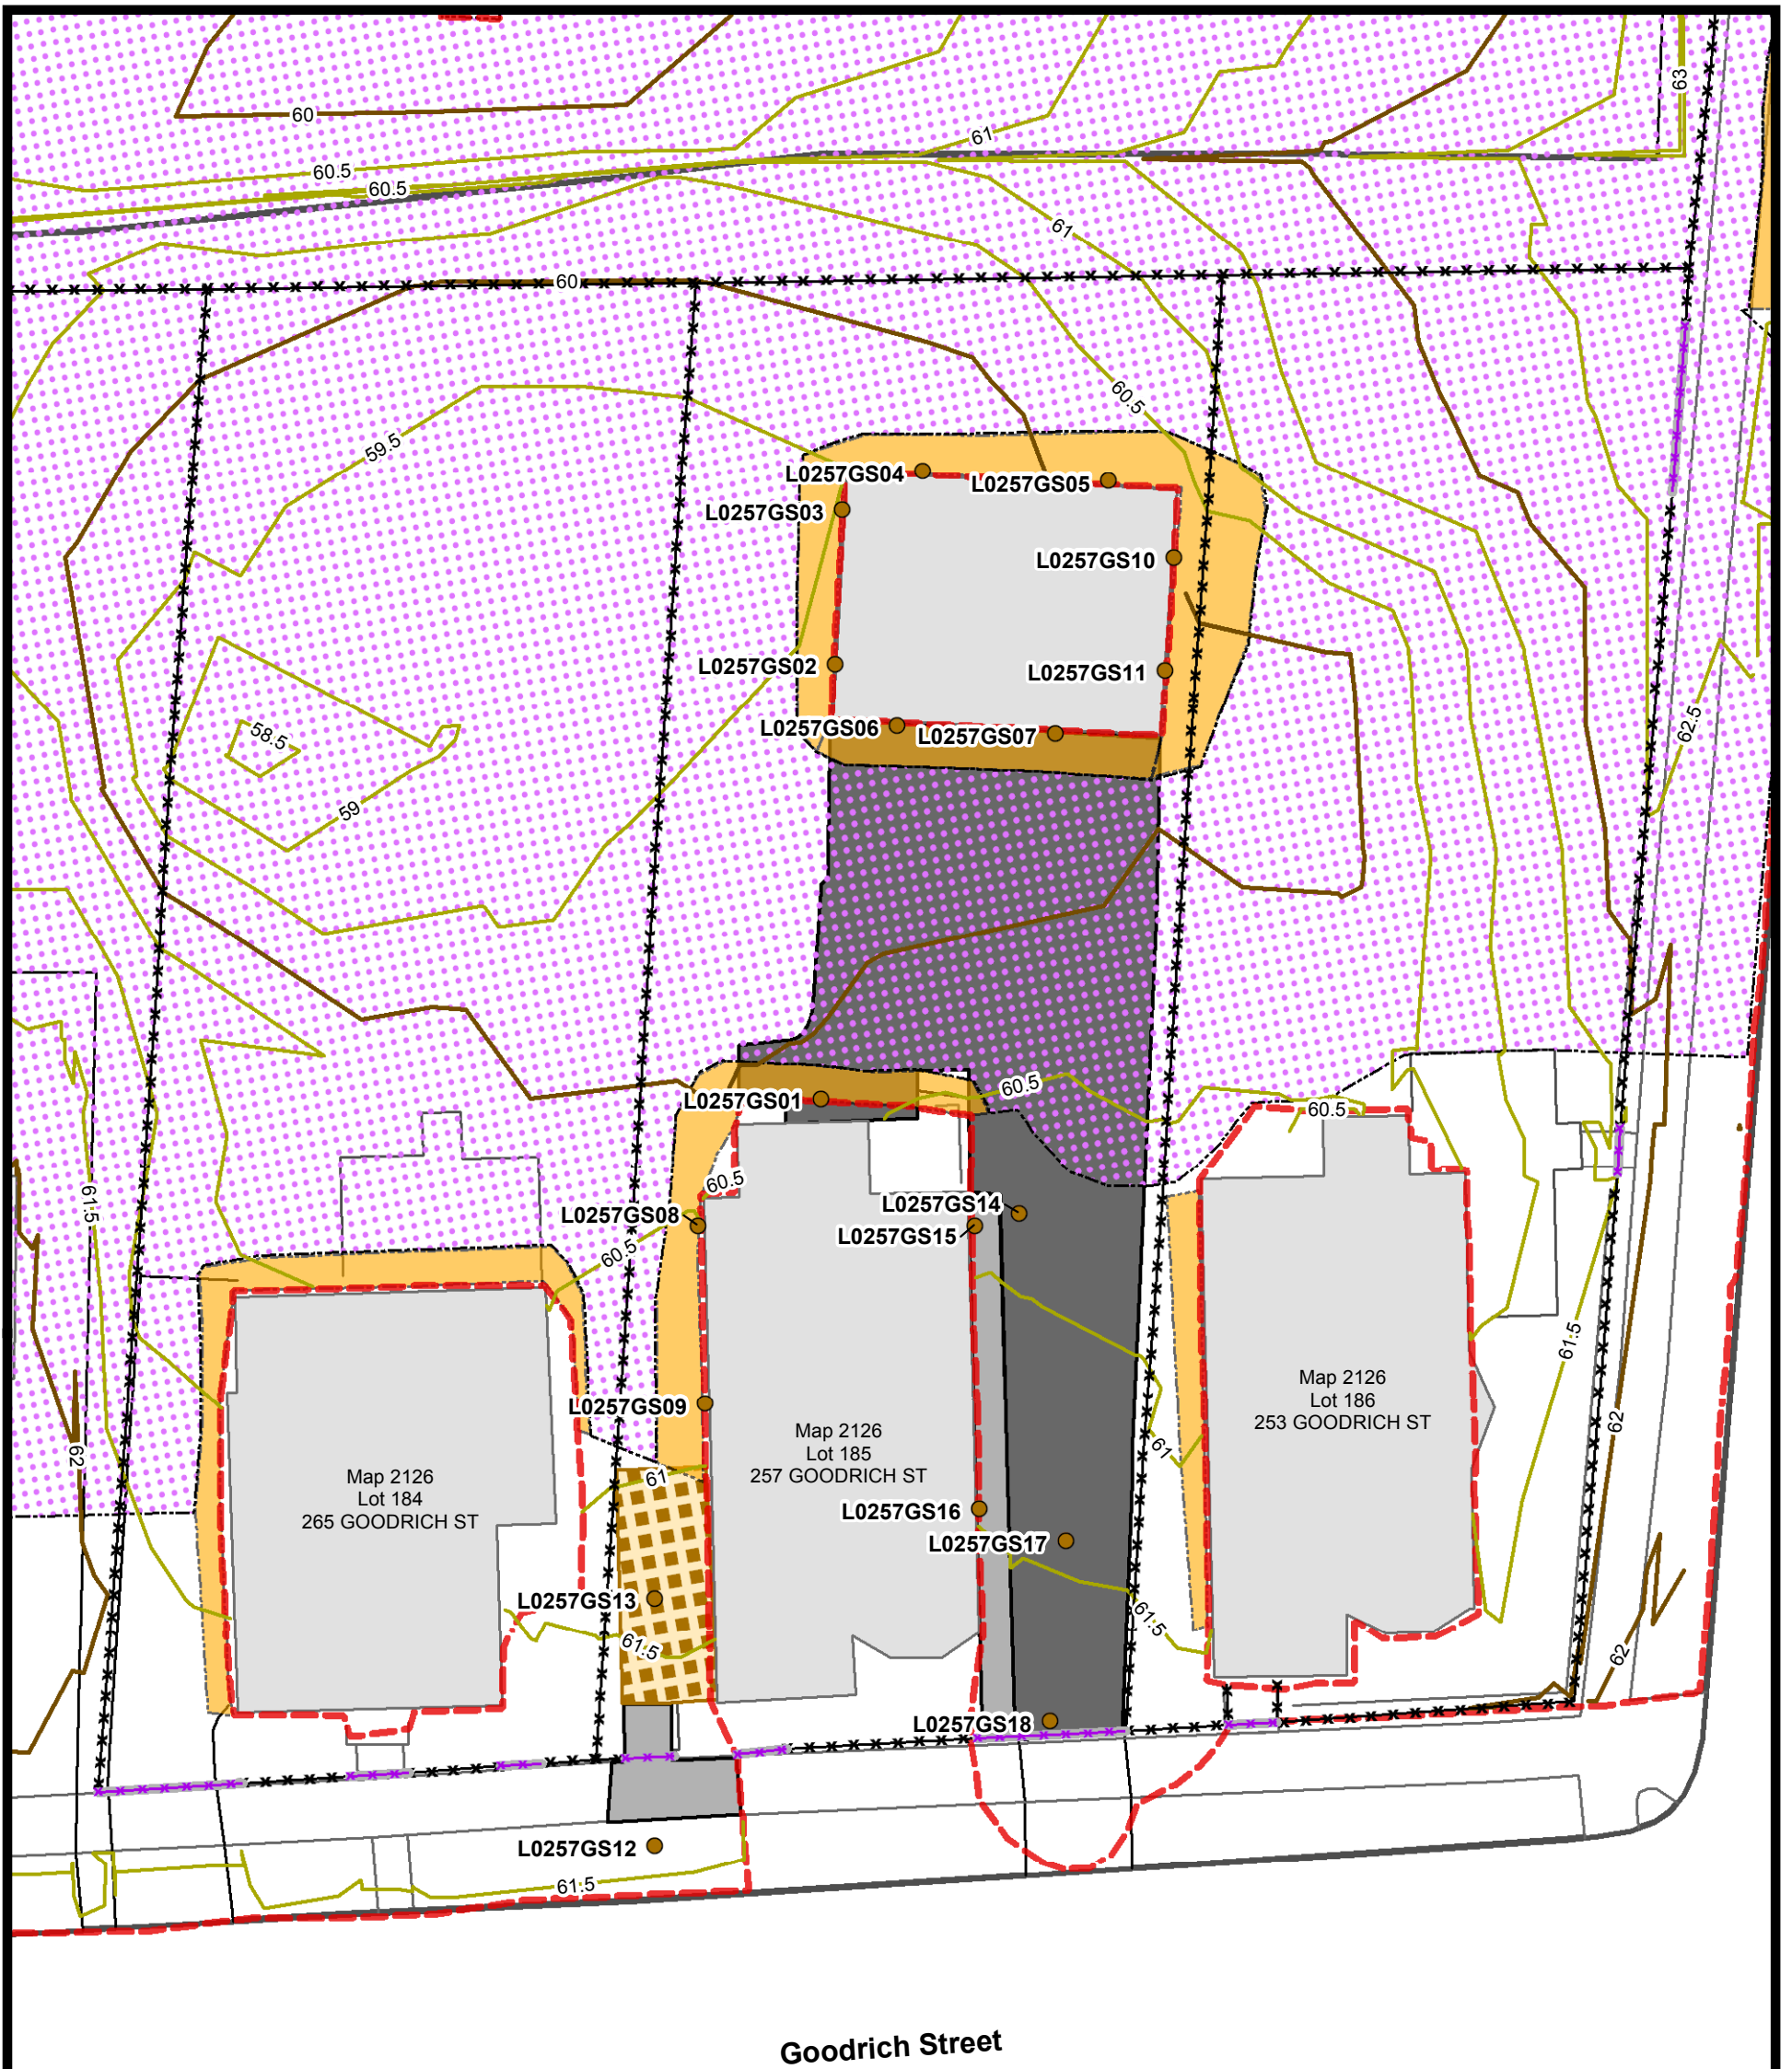 63
60
61
60.5
60.5
61
60
60.5
59.5
L0257GS04
L0257GS05
L0257GS03
L0257GS10
L0257GS02
L0257GS11
62.5
L0257GS06
L0257GS07
58.5
59
60.5
L0257GS01
60.5
60.5
61.5
L0257GS14
L0257GS08
L0257GS15
60.5
61.5
Map 2126
Lot 186
253 GOODRICH ST
L0257GS09
62
Map 2126
Lot 185
257 GOODRICH ST
62
61
61
Map 2126
Lot 184
265 GOODRICH ST
L0257GS16
L0257GS17
L0257GS13
61.5
61.5
62
L0257GS18
L0257GS12
61.5
Goodrich Street